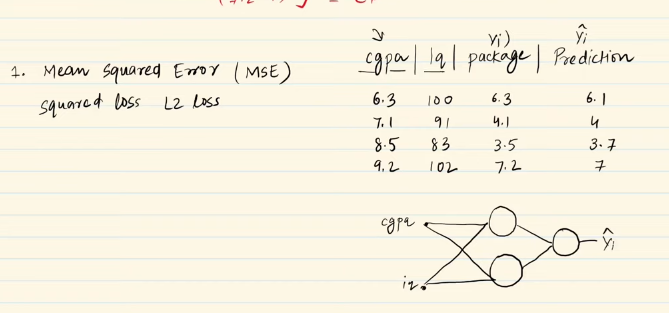 1. Mean Squared Error (MSE)
squared loss L2 loss
yi) ŷi
cgpa | iq | package | Prediction
6.3 100 6.3 6.1
7.1 91 4.1 4
8.5 83 3.5 3.7
9.2 102 7.2 7
cgpa
ŷi
iq